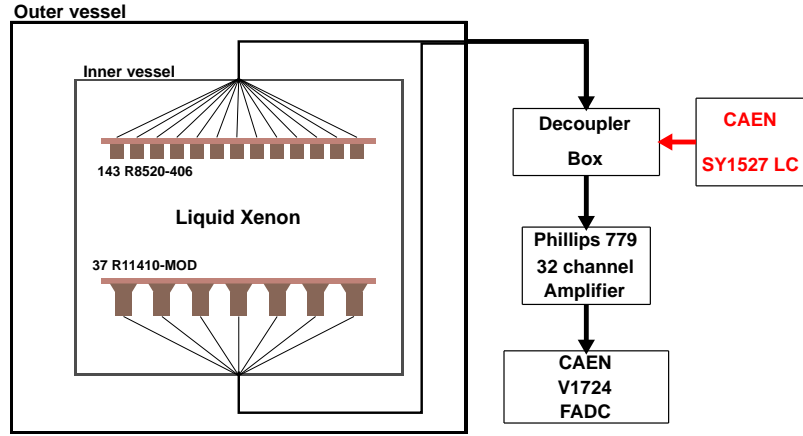 Outer vessel
Inner vessel
143 R8520-406
Liquid Xenon
37 R11410-MOD
Decoupler
Box
CAEN
SY1527 LC
Phillips 779
32 channel
Amplifier
CAEN
V1724
FADC